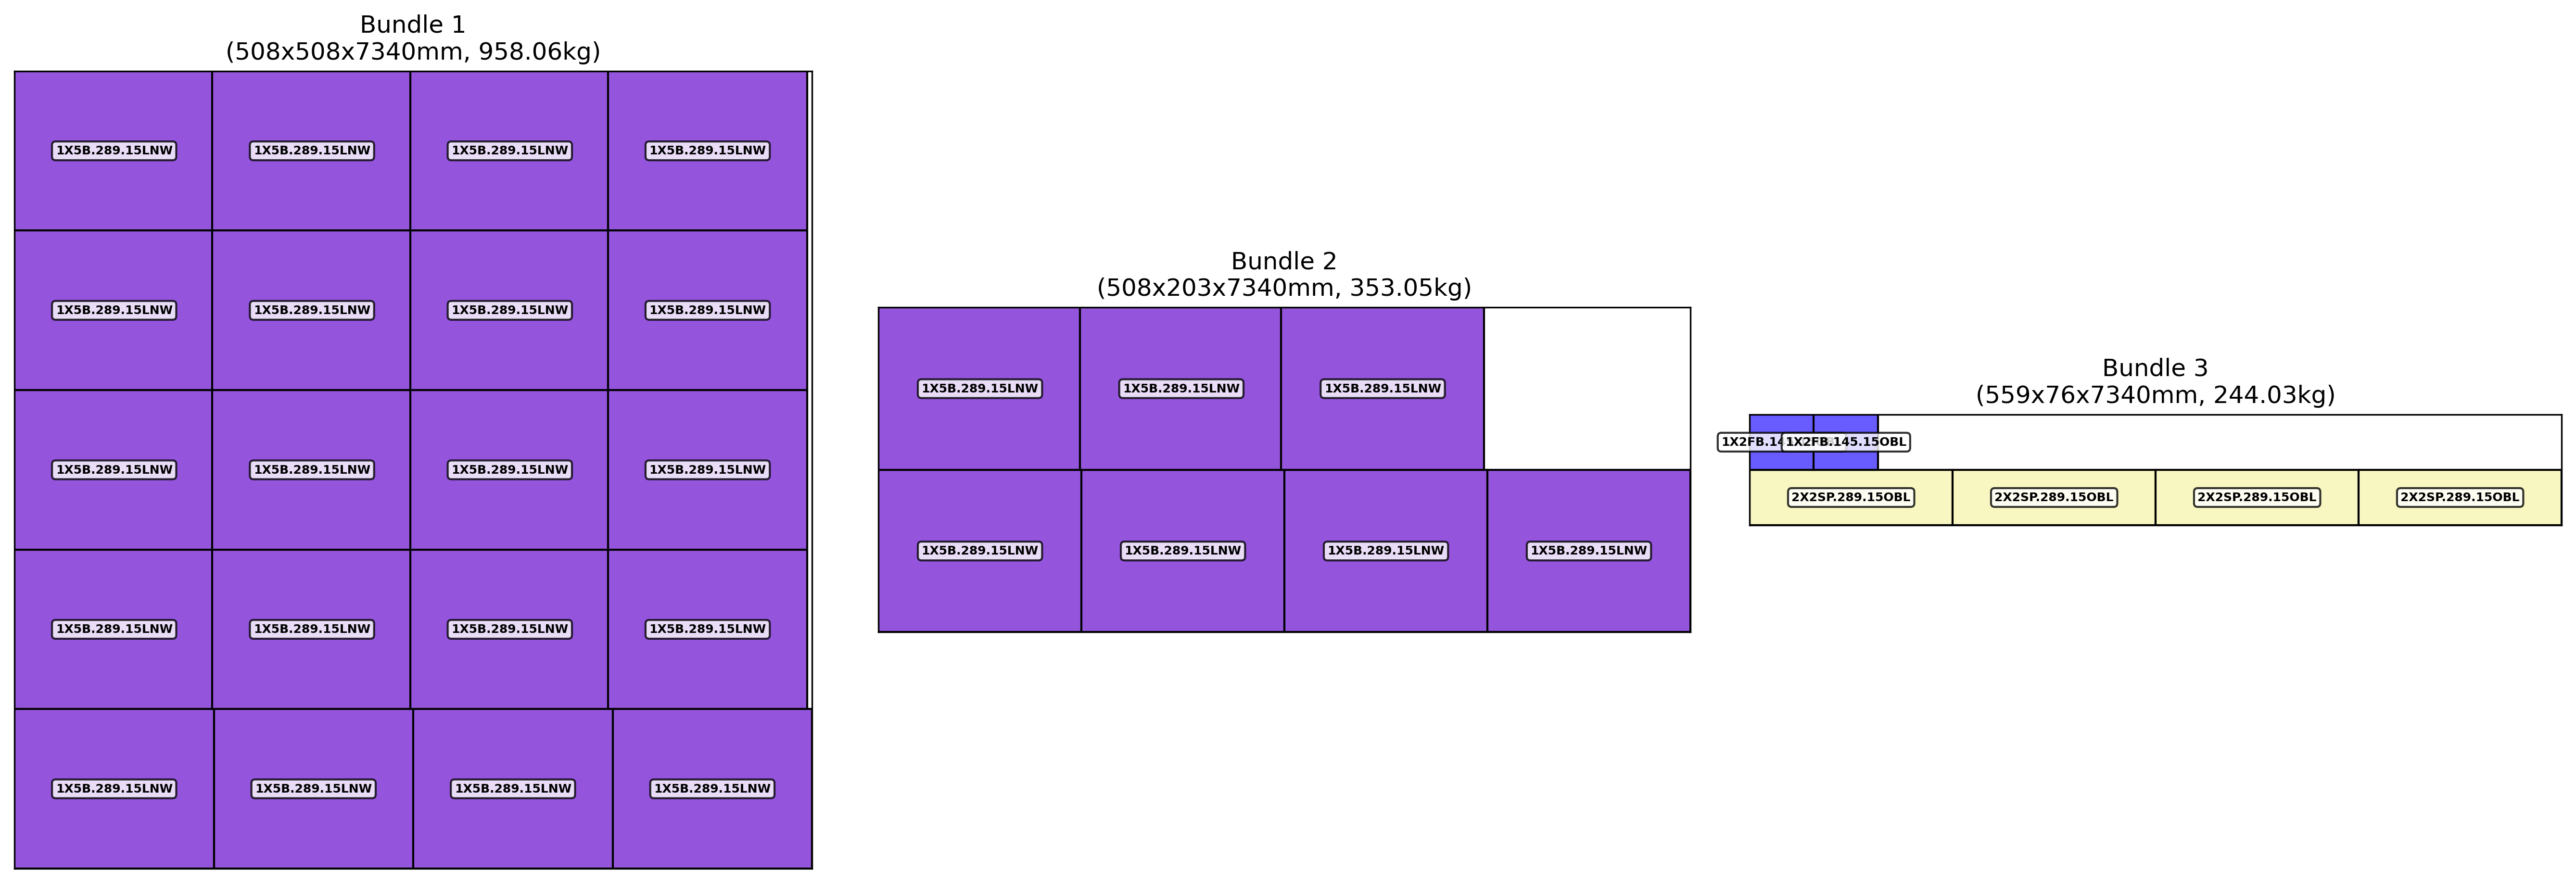 Bundle 1
(508x508x7340mm, 958.06kg)
1X5B.289.15LNW 1X5B.289.15LNW 1X5B.289.15LNW 1X5B.289.15LNW
1X5B.289.15LNW 1X5B.289.15LNW 1X5B.289.15LNW 1X5B.289.15LNW
1X5B.289.15LNW 1X5B.289.15LNW 1X5B.289.15LNW 1X5B.289.15LNW
1X5B.289.15LNW 1X5B.289.15LNW 1X5B.289.15LNW 1X5B.289.15LNW
1X5B.289.15LNW 1X5B.289.15LNW 1X5B.289.15LNW 1X5B.289.15LNW
Bundle 2
(508x203x7340mm, 353.05kg)
1X5B.289.15LNW 1X5B.289.15LNW 1X5B.289.15LNW
1X5B.289.15LNW 1X5B.289.15LNW 1X5B.289.15LNW 1X5B.289.15LNW
Bundle 3
(559x76x7340mm, 244.03kg)
1X2FB.145.15OBL
2X2SP.289.15OBL 2X2SP.289.15OBL 2X2SP.289.15OBL 2X2SP.289.15OBL